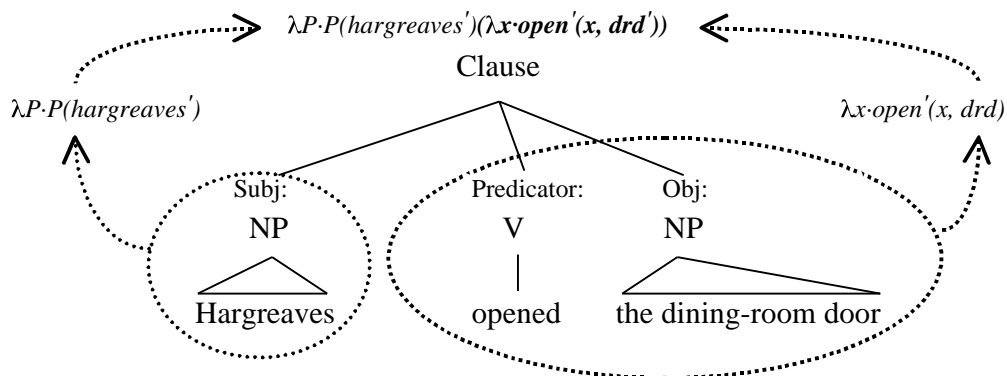 λP·P(hargreaves′)(λx·open′(x, drd′))
Clause
λP·P(hargreaves′)
λx·open′(x, drd)
Subj:
Predicator:
Obj:
NP
V
NP
Hargreaves
opened
the dining-room door